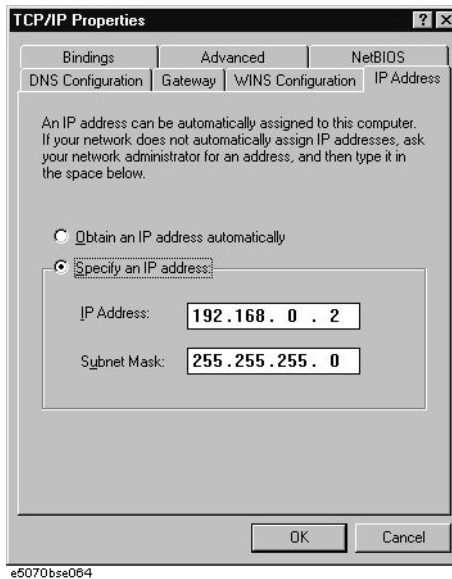 TCP/IP Properties
? X
Bindings Advanced NetBIOS
DNS Configuration Gateway WINS Configuration IP Address
An IP address can be automatically assigned to this computer.
If your network does not automatically assign IP addresses, ask
your network administrator for an address, and then type it in
the space below.
Obtain an IP address automatically
Specify an IP address:
IP Address: 192.168. 0 . 2
Subnet Mask: 255.255.255. 0
OK Cancel
e5070bse064